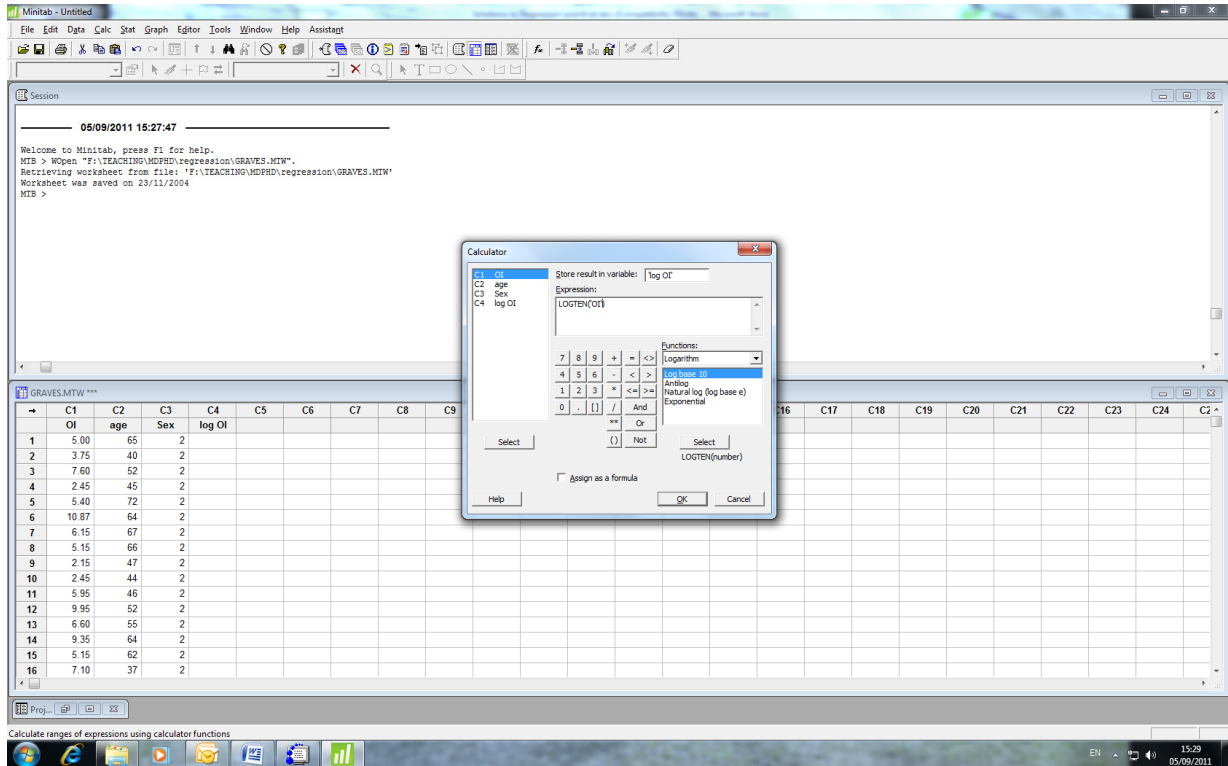 Minitab - Untitled
File Edit Data Calc Stat Graph Editor Tools Window Help Assistant
Session
05/09/2011 15:27:47
Welcome to Minitab, press F1 for help.
MTB > WOpen "F:\TEACHING\MDPHD\regression\GRAVES.MTW".
Retrieving worksheet from file: 'F:\TEACHING\MDPHD\regression\GRAVES.MTW'
Worksheet was saved on 23/11/2004
MTB >
Calculator
C1 OI
C2 age
C3 Sex
C4 log OI
Store result in variable: 'log OI'
Expression:
LOGTEN('OI')
Functions:
7 8 9 + = <> Logarithm
4 5 6 - < > Log base 10
1 2 3 * <= >= Antilog
0 . [] / And Natural log (log base e)
** Or Exponential
() Not
Select
Select
LOGTEN(number)
Assign as a formula
Help OK Cancel
GRAVES.MTW ***
C1 C2 C3 C4 C5 C6 C7 C8 C9 C16 C17 C18 C19 C20 C21 C22 C23 C24
OI age Sex log OI
1 5.00 65 2
2 3.75 40 2
3 7.60 52 2
4 2.45 45 2
5 5.40 72 2
6 10.87 64 2
7 6.15 67 2
8 5.15 66 2
9 2.15 47 2
10 2.45 44 2
11 5.95 46 2
12 9.95 52 2
13 6.60 55 2
14 9.35 64 2
15 5.15 62 2
16 7.10 37 2
Proj...
Calculate ranges of expressions using calculator functions
EN 15:29
05/09/2011